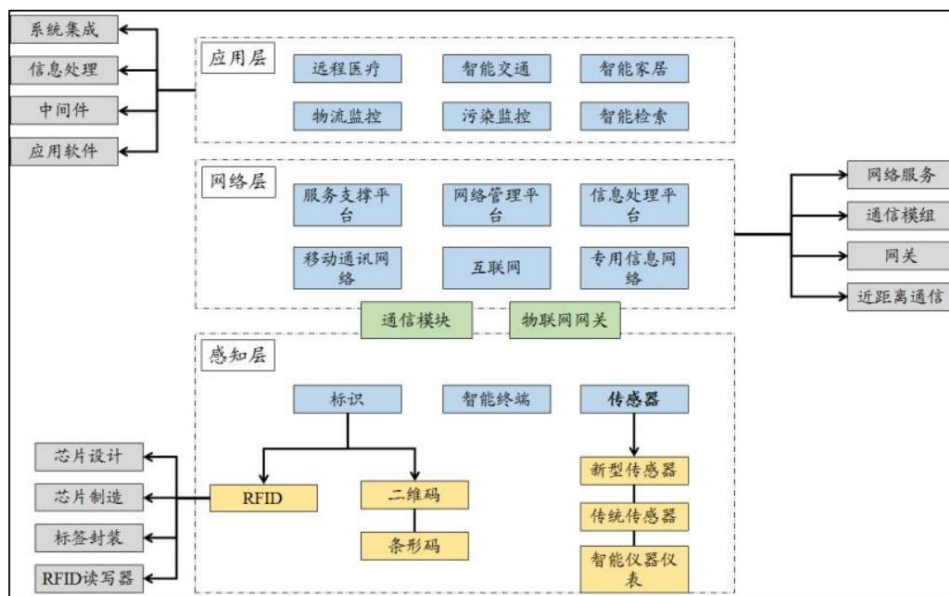 系统集成
信息处理
中间件
应用软件
应用层
远程医疗
智能交通
智能家居
物流监控
污染监控
智能检索
网络层
服务支撑平
台
网络管理平
台
信息处理平
台
移动通讯网
络
互联网
专用信息网
络
网络服务
通信模组
网关
近距离通信
通信模块
物联网网关
感知层
标识
智能终端
传感器
RFID
二维码
条形码
新型传感器
传统传感器
智能仪器仪
表
芯片设计
芯片制造
标签封装
RFID读写器